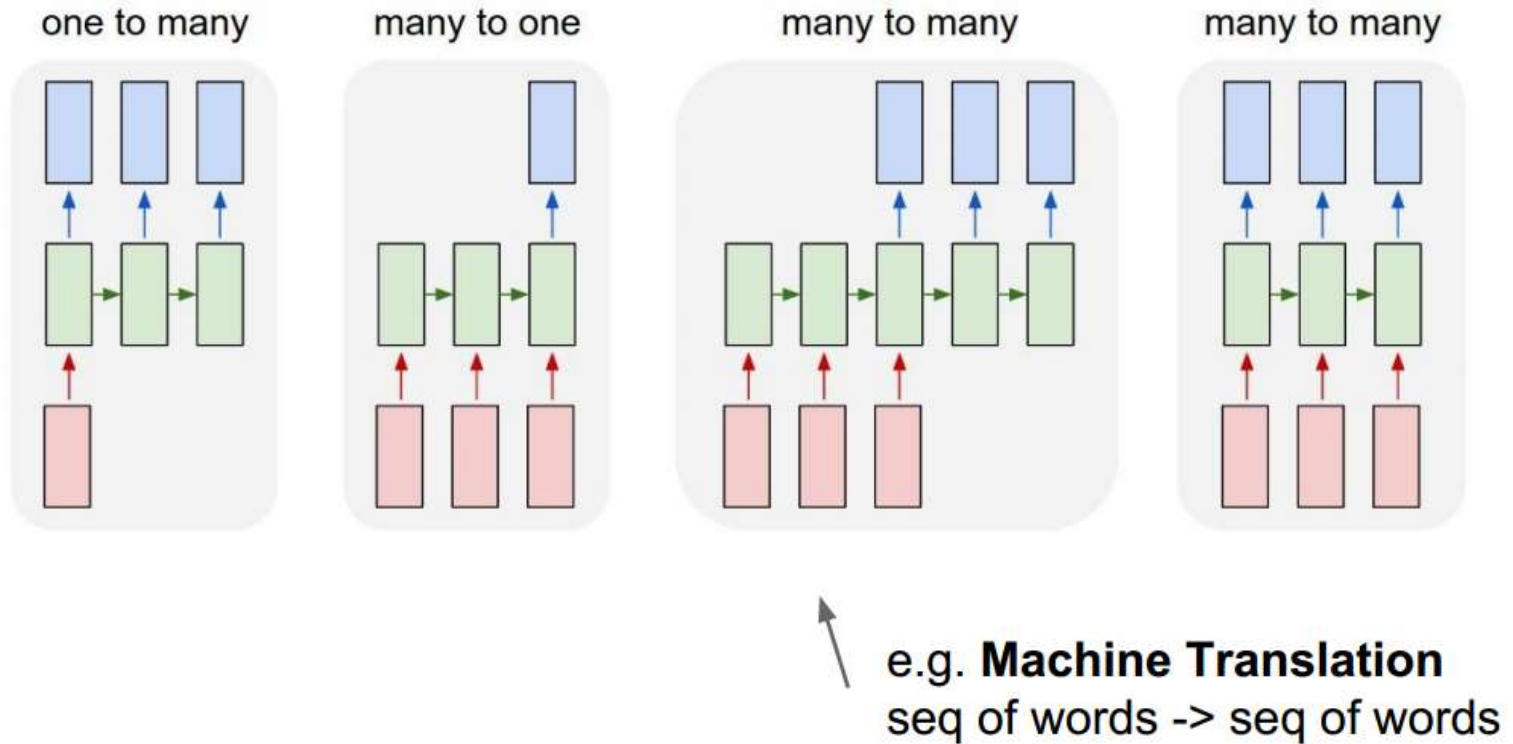 one to many
many to one
many to many
many to many
e.g. Machine Translation
seq of words -> seq of words